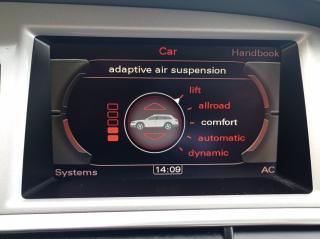 Car
Handbook
adaptive air suspension
lift
allroad
comfort
automatic
dynamic
Systems
14:09
AC